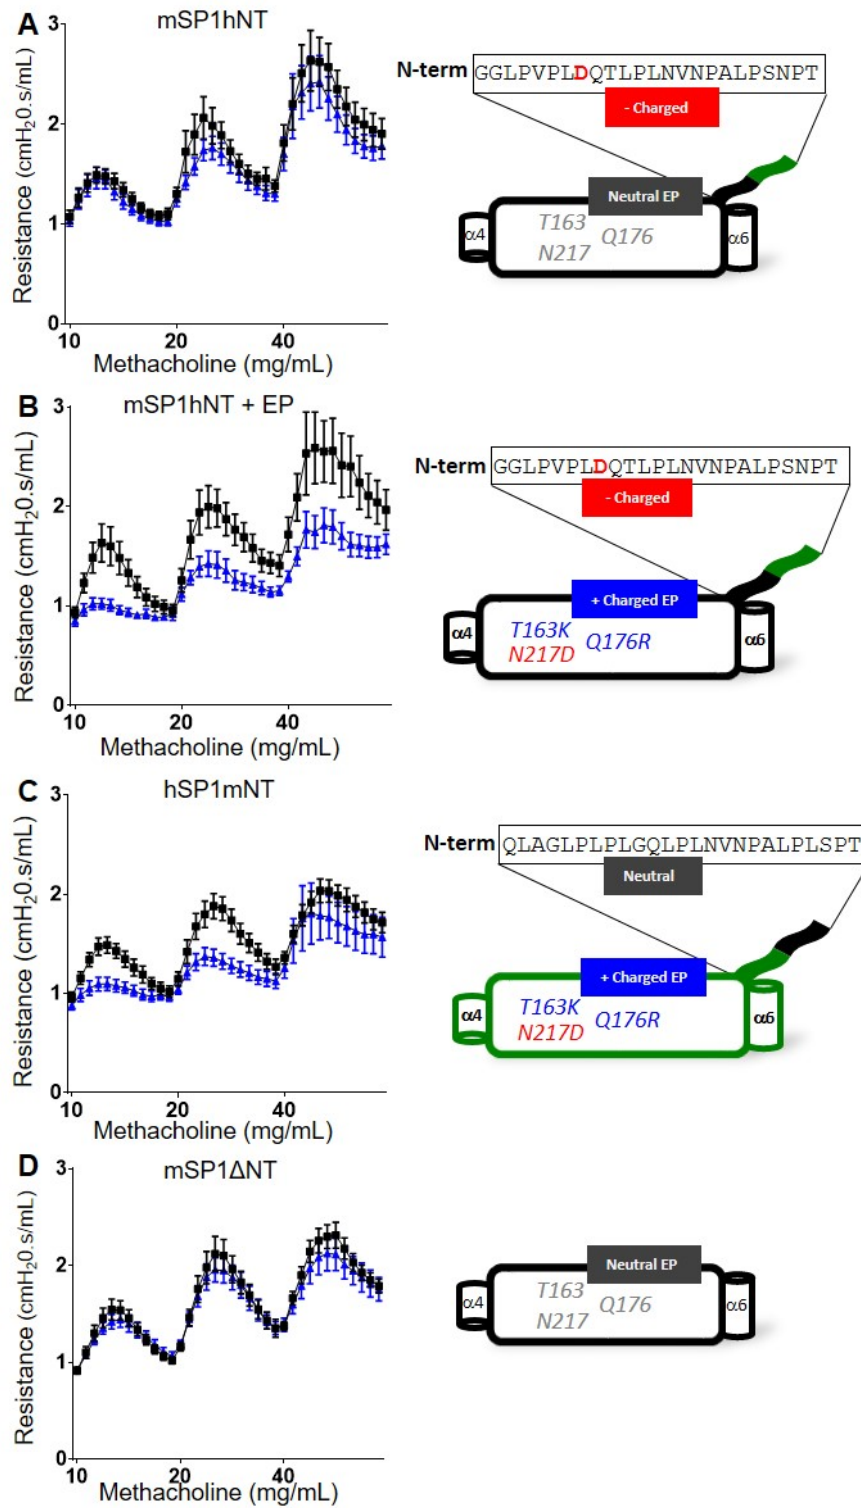 A
mSP1hNT
3
2
1
0
10
20
40
Resistance (cmH₂0.s/mL)
Methacholine (mg/mL)
N-term
GGLPVPLDQTLPLNVNPALPSNPT
- Charged
Neutral EP
α4
T163
N217
Q176
α6
B
mSP1hNT + EP
3
2
1
0
10
20
40
Resistance (cmH₂0.s/mL)
Methacholine (mg/mL)
N-term
GGLPVPLDQTLPLNVNPALPSNPT
- Charged
+ Charged EP
α4
T163K
N217D
Q176R
α6
C
hSP1mNT
3
2
1
0
10
20
40
Resistance (cmH₂0.s/mL)
Methacholine (mg/mL)
N-term
QLAGLPLPLGQLPLNVNPALPLSPT
Neutral
+ Charged EP
α4
T163K
N217D
Q176R
α6
D
mSP1ΔNT
3
2
1
0
10
20
40
Resistance (cmH₂0.s/mL)
Methacholine (mg/mL)
Neutral EP
α4
T163
N217
Q176
α6